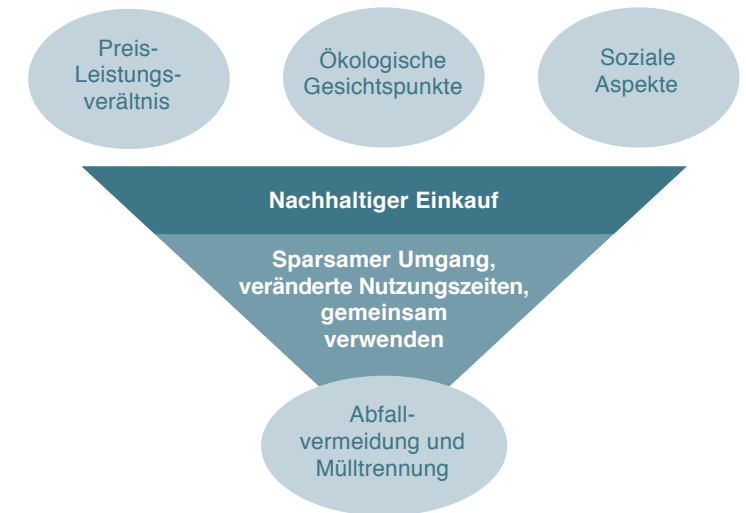 Preis-
Leistungs-
verältnis
Ökologische
Gesichtspunkte
Soziale
Aspekte
Nachhaltiger Einkauf
Sparsamer Umgang,
veränderte Nutzungszeiten,
gemeinsam
verwenden
Abfall-
vermeidung und
Mülltrennung